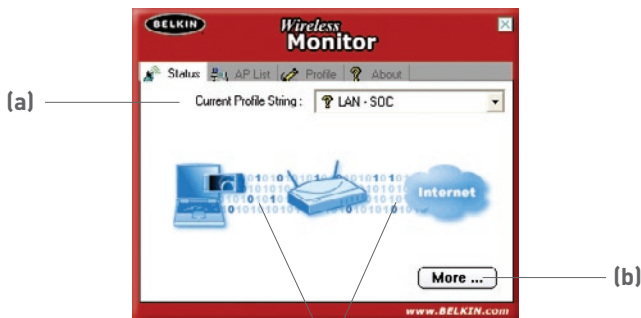 BELKIN
Wireless
Monitor
Status AP List Profile About
(a)
Current Profile String : LAN - SOC
Internet
More ...
(b)
www.BELKIN.com